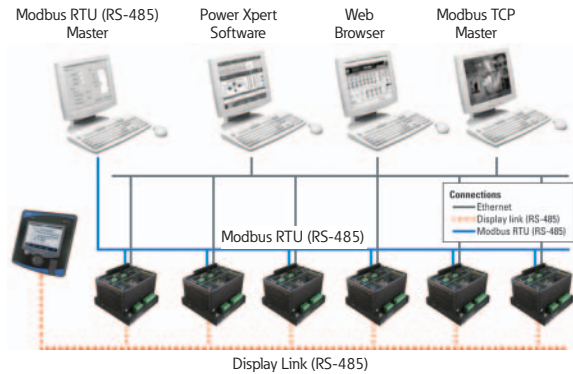 Modbus RTU (RS-485)
Master
Power Xpert
Software
Web
Browser
Modbus TCP
Master
Connections
Ethernet
Display link (RS-485)
Modbus RTU (RS-485)
Modbus RTU (RS-485)
Display Link (RS-485)